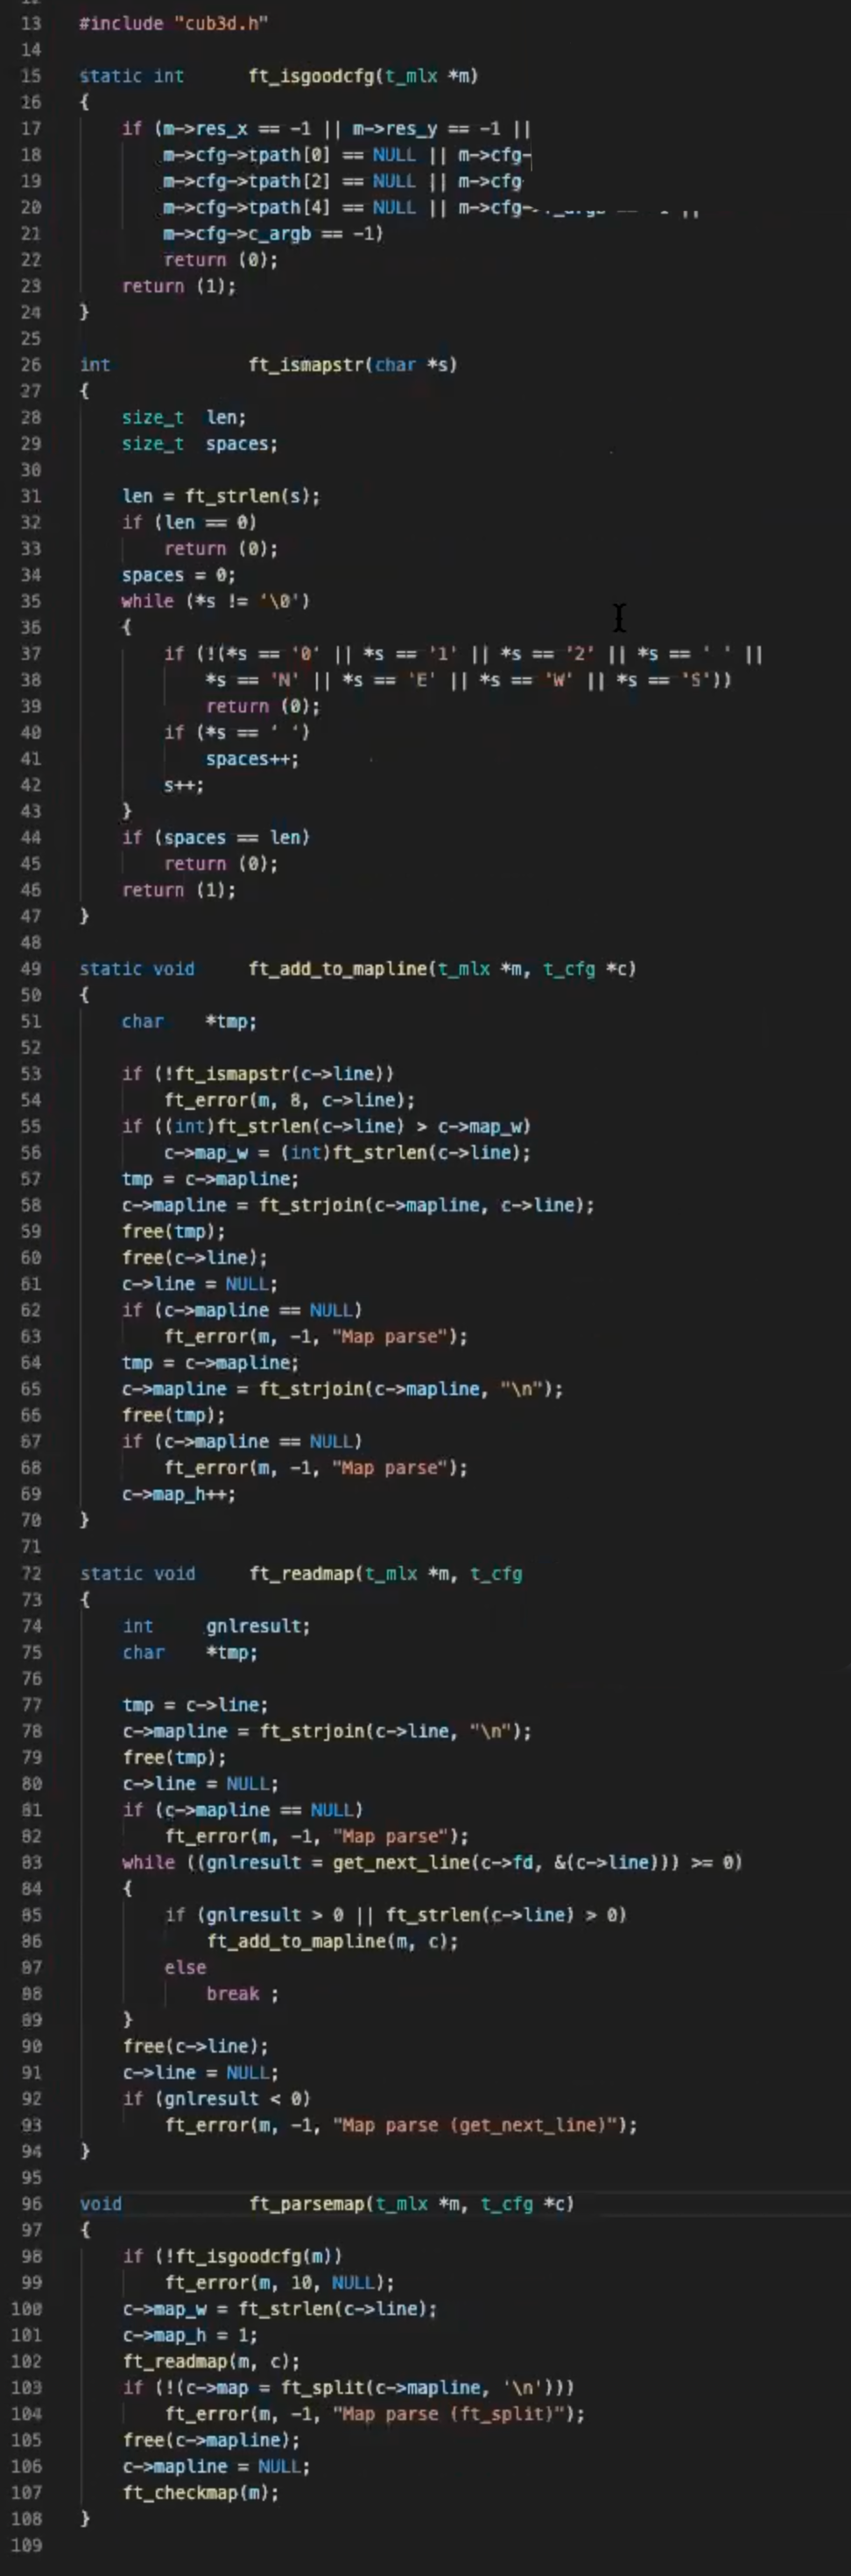 13 #include "cub3d.h"
14
15 static int ft_isgoodcfg(t_mlx *m)
16 {
17 if (m->res_x == -1 || m->res_y == -1 ||
18 m->cfg->tpath[0] == NULL || m->cfg-
19 m->cfg->tpath[2] == NULL || m->cfg
20 m->cfg->tpath[4] == NULL || m->cfg-
21 m->cfg->c_argb == -1)
22 return (0);
23 return (1);
24 }
25
26 int ft_ismapstr(char *s)
27 {
28 size_t len;
29 size_t spaces;
30
31 len = ft_strlen(s);
32 if (len == 0)
33 return (0);
34 spaces = 0;
35 while (*s != '\0')
36 {
37 if (!(*s == '0' || *s == '1' || *s == '2' || *s == ' ' ||
38 *s == 'N' || *s == 'E' || *s == 'W' || *s == 'S'))
39 return (0);
40 if (*s == ' ')
41 spaces++;
42 s++;
43 }
44 if (spaces == len)
45 return (0);
46 return (1);
47 }
48
49 static void ft_add_to_mapline(t_mlx *m, t_cfg *c)
50 {
51 char *tmp;
52
53 if (!ft_ismapstr(c->line))
54 ft_error(m, 8, c->line);
55 if ((int)ft_strlen(c->line) > c->map_w)
56 c->map_w = (int)ft_strlen(c->line);
57 tmp = c->mapline;
58 c->mapline = ft_strjoin(c->mapline, c->line);
59 free(tmp);
60 free(c->line);
61 c->line = NULL;
62 if (c->mapline == NULL)
63 ft_error(m, -1, "Map parse");
64 tmp = c->mapline;
65 c->mapline = ft_strjoin(c->mapline, "\n");
66 free(tmp);
67 if (c->mapline == NULL)
68 ft_error(m, -1, "Map parse");
69 c->map_h++;
70 }
71
72 static void ft_readmap(t_mlx *m, t_cfg
73 {
74 int gnlresult;
75 char *tmp;
76
77 tmp = c->line;
78 c->mapline = ft_strjoin(c->line, "\n");
79 free(tmp);
80 c->line = NULL;
81 if (c->mapline == NULL)
82 ft_error(m, -1, "Map parse");
83 while ((gnlresult = get_next_line(c->fd, &(c->line))) >= 0)
84 {
85 if (gnlresult > 0 || ft_strlen(c->line) > 0)
86 ft_add_to_mapline(m, c);
87 else
88 break ;
89 }
90 free(c->line);
91 c->line = NULL;
92 if (gnlresult < 0)
93 ft_error(m, -1, "Map parse (get_next_line)");
94 }
95
96 void ft_parsemap(t_mlx *m, t_cfg *c)
97 {
98 if (!ft_isgoodcfg(m))
99 ft_error(m, 10, NULL);
100 c->map_w = ft_strlen(c->line);
101 c->map_h = 1;
102 ft_readmap(m, c);
103 if (!(c->map = ft_split(c->mapline, '\n')))
104 ft_error(m, -1, "Map parse (ft_split)");
105 free(c->mapline);
106 c->mapline = NULL;
107 ft_checkmap(m);
108 }
109